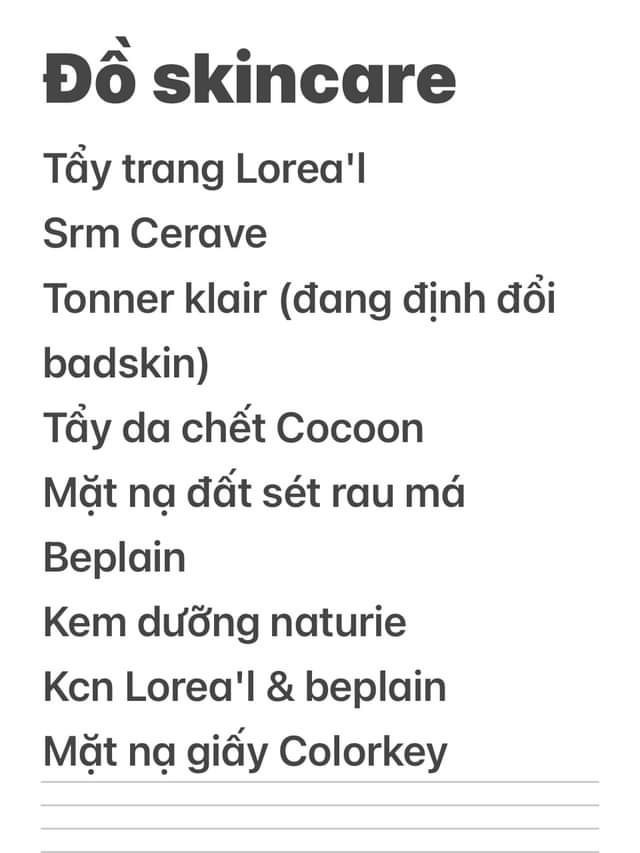 Đồ skincare
Tẩy trang Lorea'l
Srm Cerave
Tonner klair (đang định đổi
badskin)
Tẩy da chết Cocoon
Mặt nạ đất sét rau má
Beplain
Kem dưỡng naturie
Kcn Lorea'l & beplain
Mặt nạ giấy Colorkey